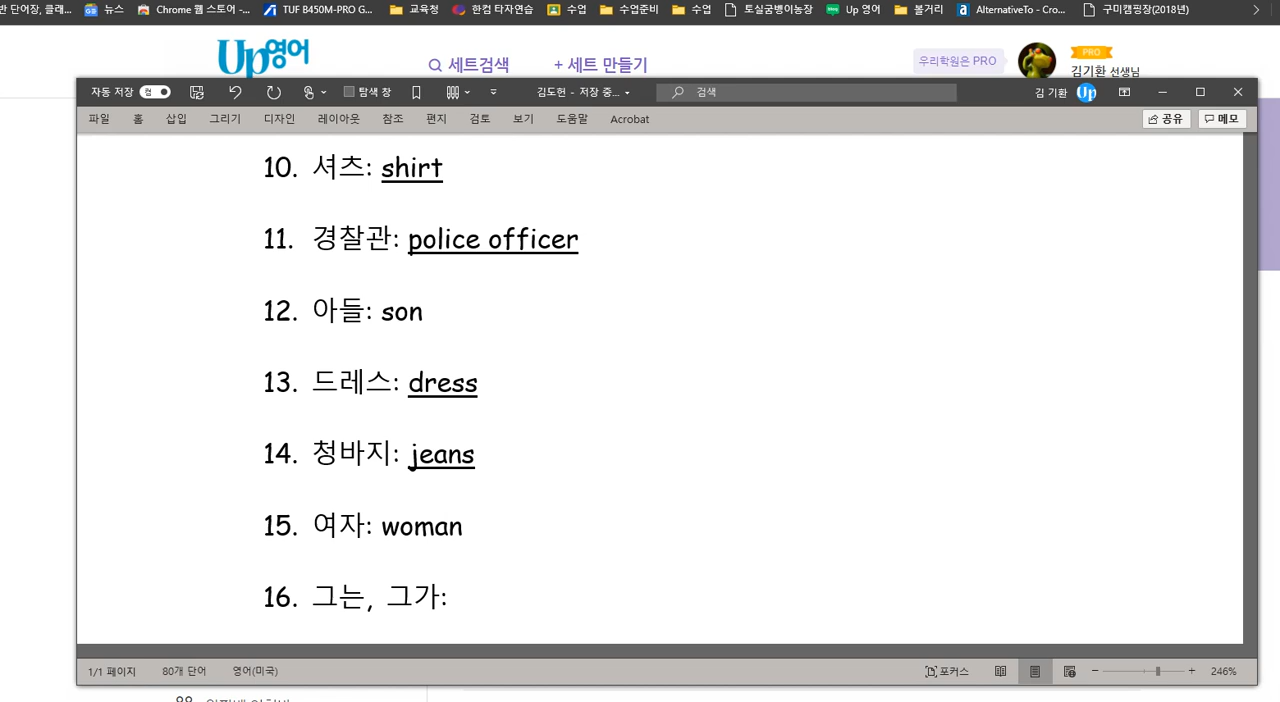 반 단어장, 클래... 뉴스 Chrome 웹 스토어 -... TUF B450M-PRO G... 교육청 한컴 타자연습 수업 수업준비 수업 토실굼벵이농장 Up 영어 볼거리 AlternativeTo - Cro... 구미캠핑장(2018년)
Up영어 세트검색 + 세트 만들기 우리학원은 PRO PRO
김기환 선생님
자동 저장 컴 탐색 창 김도현 - 저장 중... 검색 김 기환 Up
파일 홈 삽입 그리기 디자인 레이아웃 참조 편지 검토 보기 도움말 Acrobat 공유 메모
10. 셔츠: shirt
11. 경찰관: police officer
12. 아들: son
13. 드레스: dress
14. 청바지: jeans
15. 여자: woman
16. 그는, 그가:
1/1 페이지 80개 단어 영어(미국) 포커스 246%